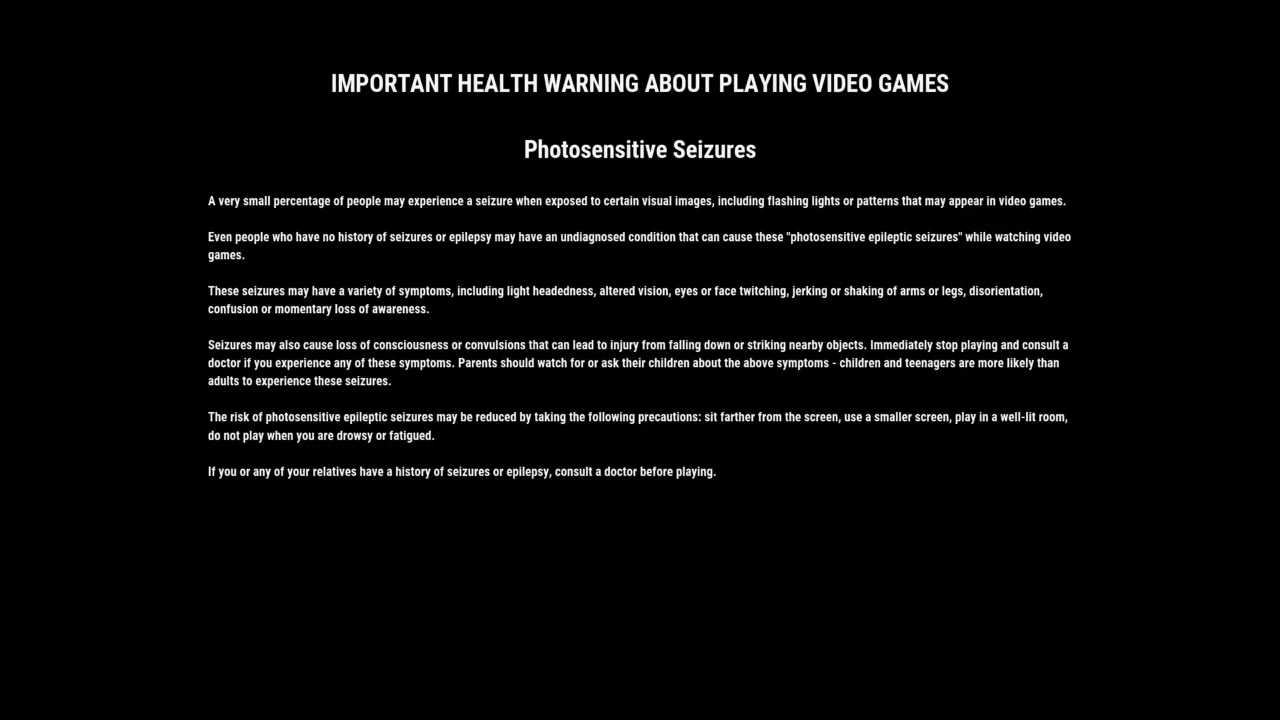 IMPORTANT HEALTH WARNING ABOUT PLAYING VIDEO GAMES
Photosensitive Seizures
A very small percentage of people may experience a seizure when exposed to certain visual images, including flashing lights or patterns that may appear in video games.
Even people who have no history of seizures or epilepsy may have an undiagnosed condition that can cause these "photosensitive epileptic seizures" while watching video
games.
These seizures may have a variety of symptoms, including light headedness, altered vision, eyes or face twitching, jerking or shaking of arms or legs, disorientation,
confusion or momentary loss of awareness.
Seizures may also cause loss of consciousness or convulsions that can lead to injury from falling down or striking nearby objects. Immediately stop playing and consult a
doctor if you experience any of these symptoms. Parents should watch for or ask their children about the above symptoms - children and teenagers are more likely than
adults to experience these seizures.
The risk of photosensitive epileptic seizures may be reduced by taking the following precautions: sit farther from the screen, use a smaller screen, play in a well-lit room,
do not play when you are drowsy or fatigued.
If you or any of your relatives have a history of seizures or epilepsy, consult a doctor before playing.